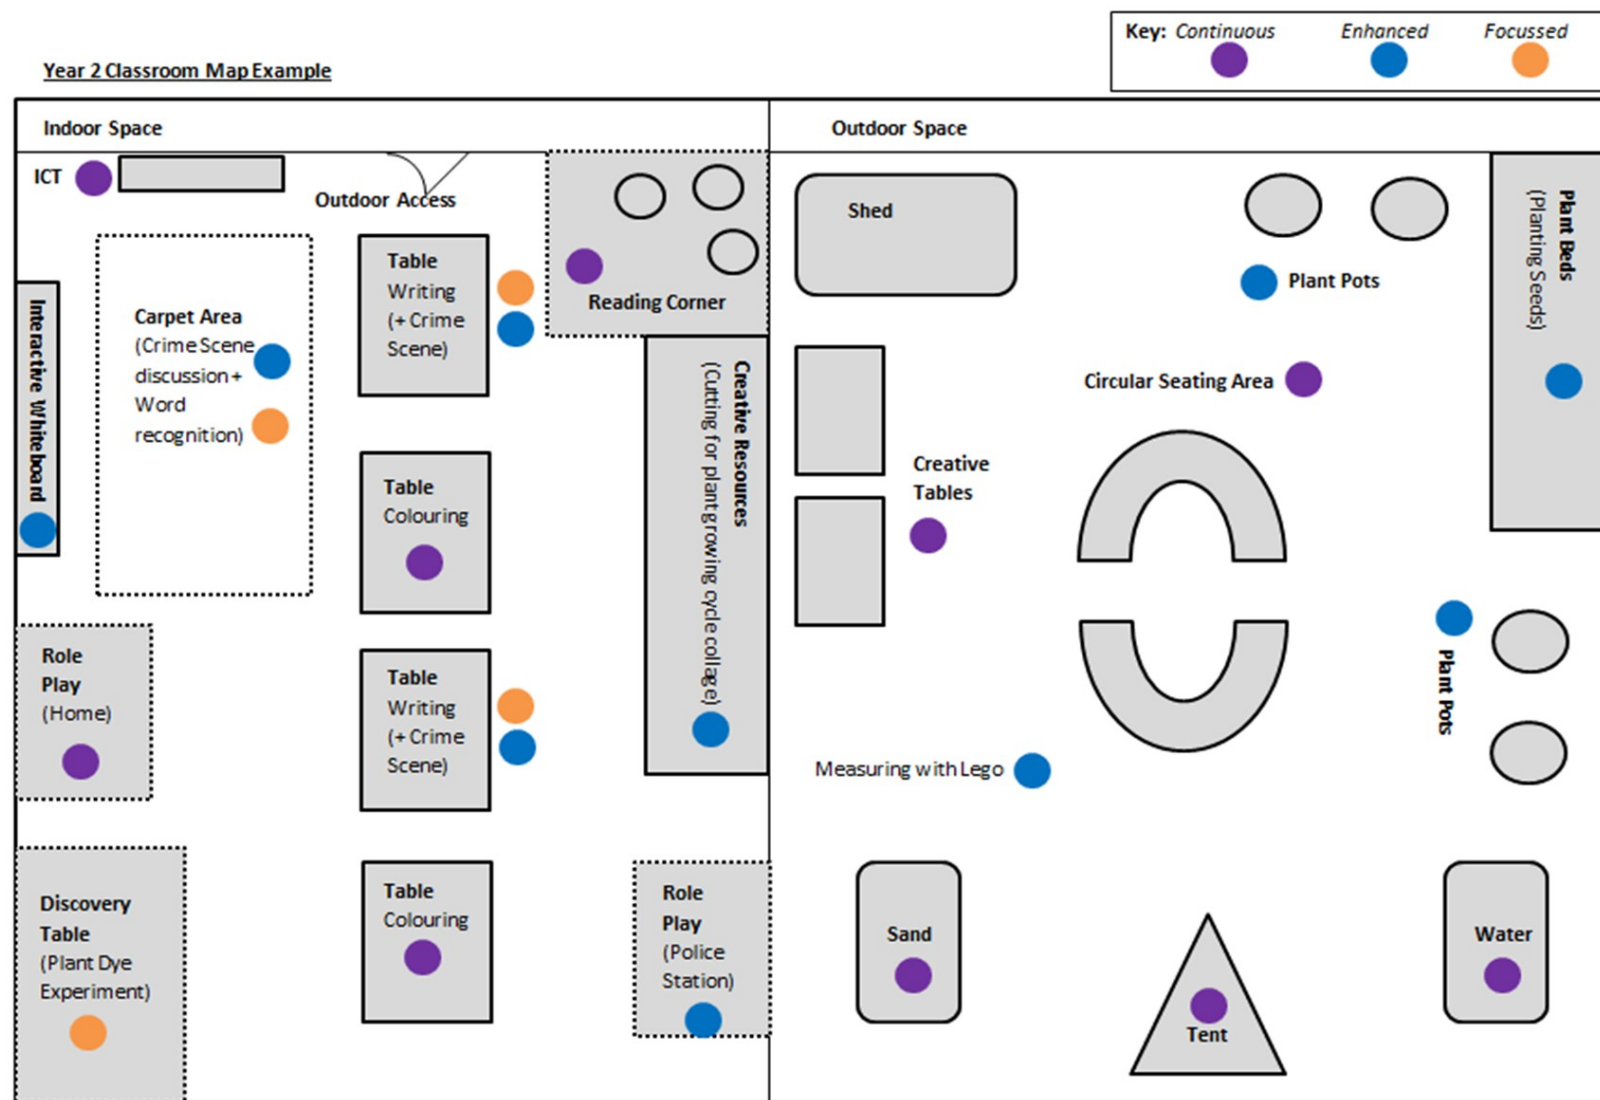 Key: Continuous Enhanced Focussed
Year 2 Classroom Map Example
Indoor Space
Outdoor Space
ICT
Outdoor Access
Interactive Whiteboard
Carpet Area
(Crime Scene
discussion +
Word
recognition)
Table
Writing
(+ Crime
Scene)
Reading Corner
Table
Colouring
Creative Resources
(Cutting for plant growing cycle collage)
Role
Play
(Home)
Table
Writing
(+ Crime
Scene)
Discovery
Table
(Plant Dye
Experiment)
Table
Colouring
Role
Play
(Police
Station)
Shed
Plant Pots
Plant Beds
(Planting Seeds)
Circular Seating Area
Creative
Tables
Plant Pots
Measuring with Lego
Sand
Tent
Water